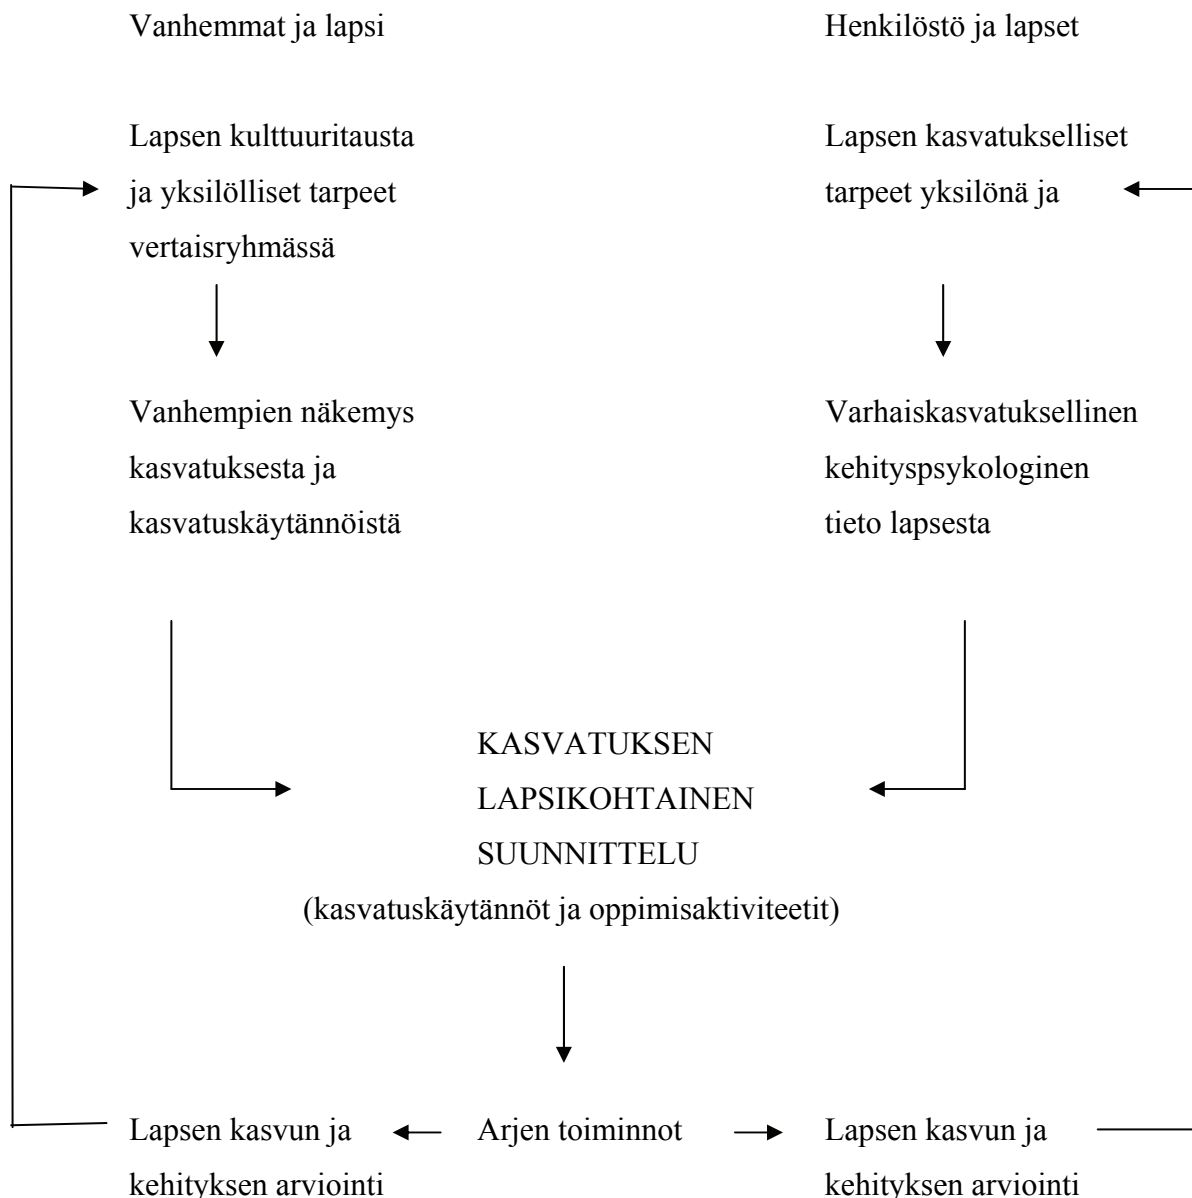 Vanhemmat ja lapsi
Henkilöstö ja lapset
Lapsen kulttuuritausta
ja yksilölliset tarpeet
vertaisryhmässä
Lapsen kasvatukselliset
tarpeet yksilönä ja
Vanhempien näkemys
kasvatuksesta ja
kasvatuskäytännöistä
Varhaiskasvatuksellinen
kehityspsykologinen
tieto lapsesta
KASVATUKSEN
LAPSIKOHTAINEN
SUUNNITTELU
(kasvatuskäytännöt ja oppimisaktiviteetit)
Lapsen kasvun ja
kehityksen arviointi
Arjen toiminnot
Lapsen kasvun ja
kehityksen arviointi